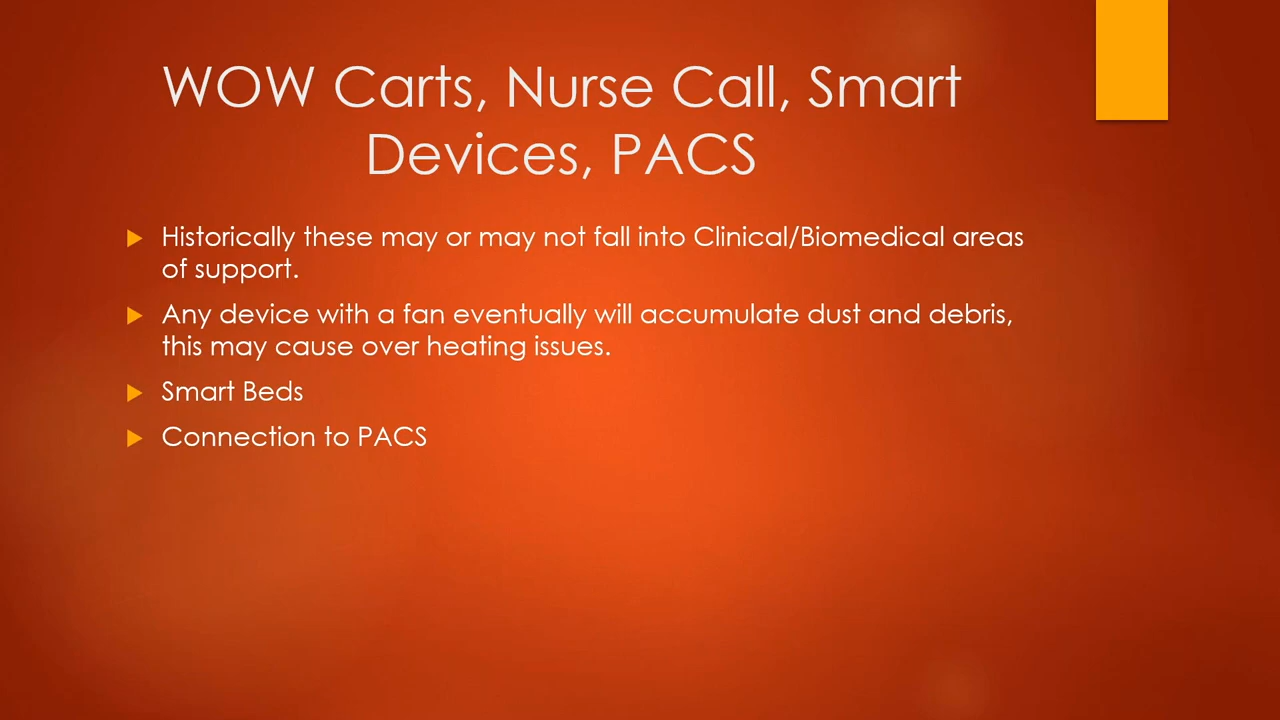 WOW Carts, Nurse Call, Smart
Devices, PACS
Historically these may or may not fall into Clinical/Biomedical areas
of support.
Any device with a fan eventually will accumulate dust and debris,
this may cause over heating issues.
Smart Beds
Connection to PACS